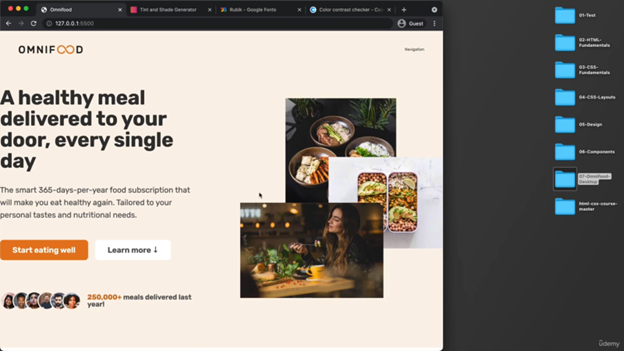 Omnifood
Tint and Shade Generator
Rubik - Google Fonts
Color contrast checker - Co
127.0.0.1:5500
Guest
OMNIFOOD
Navigation
A healthy meal
delivered to your
door, every single
day
The smart 365-days-per-year food subscription that
will make you eat healthy again. Tailored to your
personal tastes and nutritional needs.
Start eating well
Learn more ↓
250,000+ meals delivered last
year!
01-Test
02-HTML-
Fundamentals
03-CSS-
Fundamentals
04-CSS-Layouts
05-Design
06-Components
07-Omnifood-
Desktop
html-css-course-
master
ûdemy